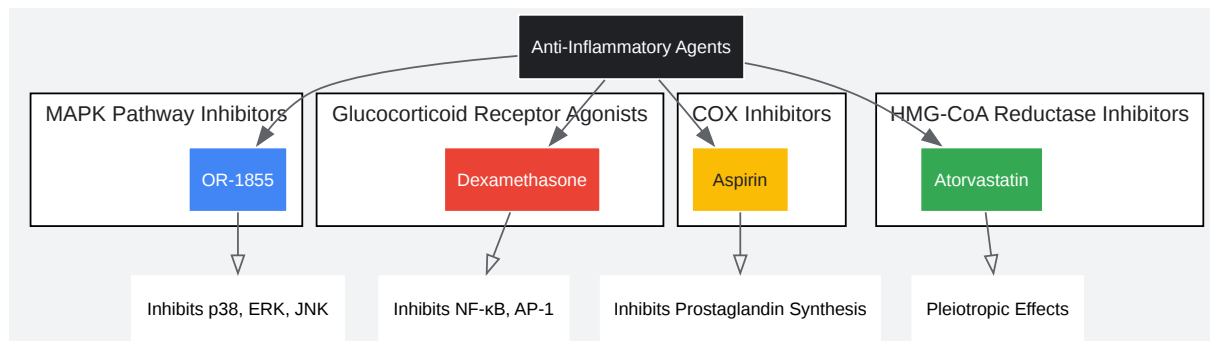 Anti-Inflammatory Agents
MAPK Pathway Inhibitors
Glucocorticoid Receptor Agonists
COX Inhibitors
HMG-CoA Reductase Inhibitors
OR-1855
Dexamethasone
Aspirin
Atorvastatin
Inhibits p38, ERK, JNK
Inhibits NF-κB, AP-1
Inhibits Prostaglandin Synthesis
Pleiotropic Effects